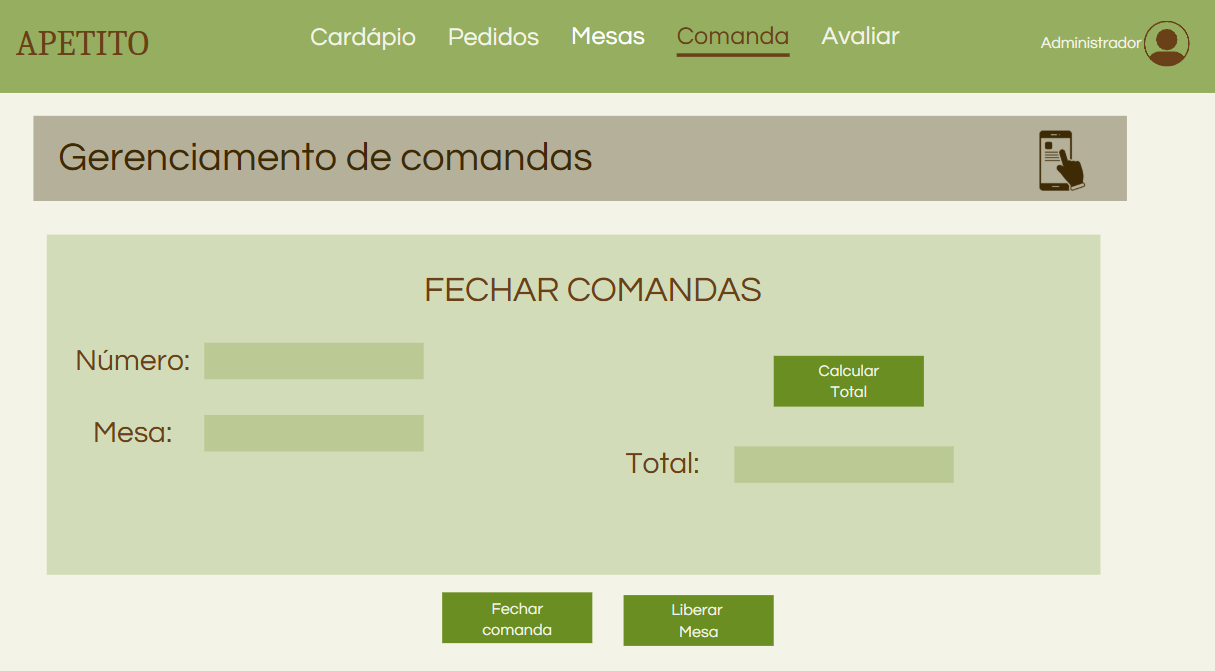 APETITO
Cardápio Pedidos Mesas Comanda Avaliar
Administrador
Gerenciamento de comandas
FECHAR COMANDAS
Número:
Mesa:
Calcular
Total
Total:
Fechar
comanda
Liberar
Mesa